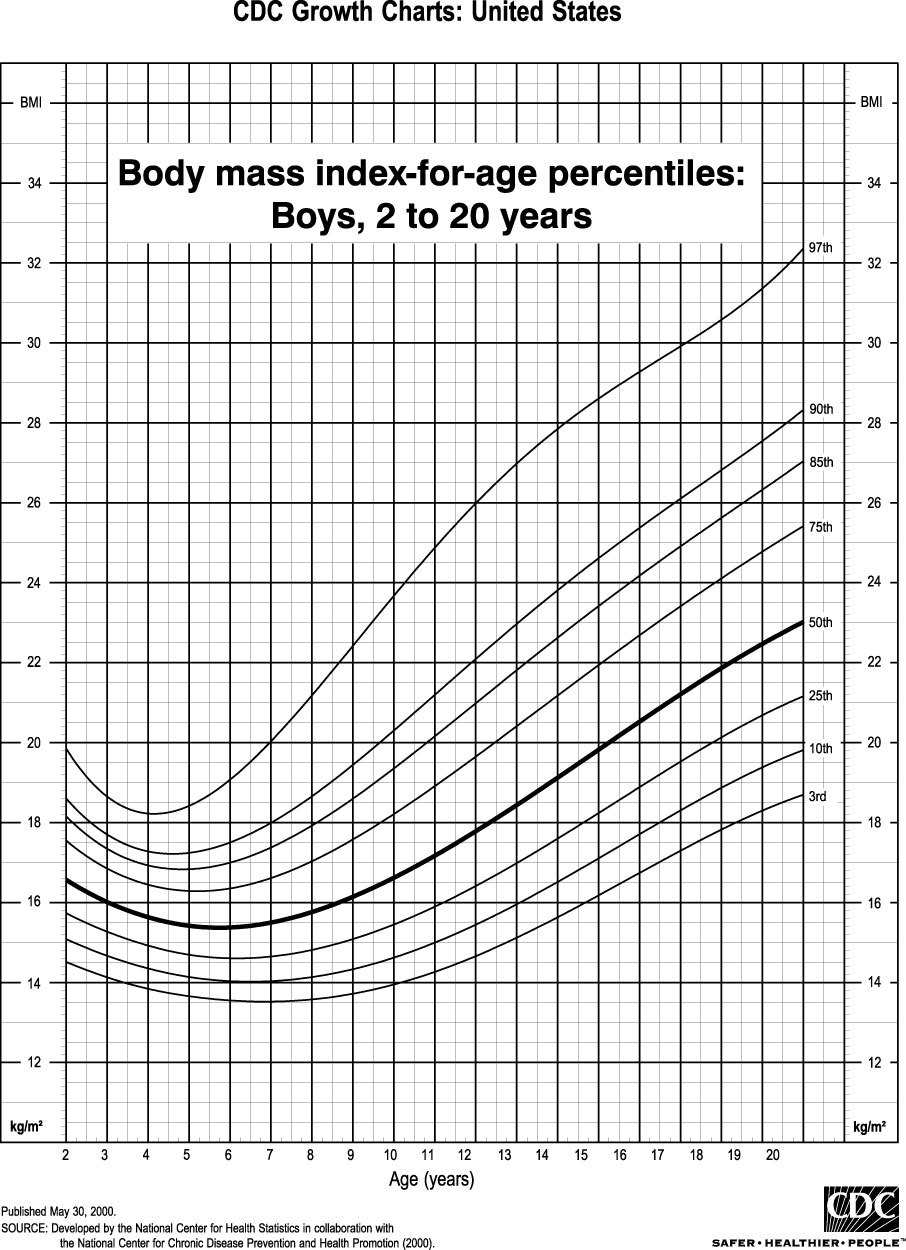 CDC Growth Charts: United States
BMI BMI
Body mass index-for-age percentiles:
34 34
Boys, 2 to 20 years
97th
32 32
30 30
90th
28 28
85th
26 26
75th
24 24
50th
22 22
25th
20 20
10th
3rd
18 18
16 16
14 14
12 12
kg/m² kg/m²
2 3 4 5 6 7 8 9 10 11 12 13 14 15 16 17 18 19 20
Age (years)
Published May 30, 2000.
SOURCE: Developed by the National Center for Health Statistics in collaboration with
the National Center for Chronic Disease Prevention and Health Promotion (2000).
CDC
SAFER • HEALTHIER • PEOPLE™